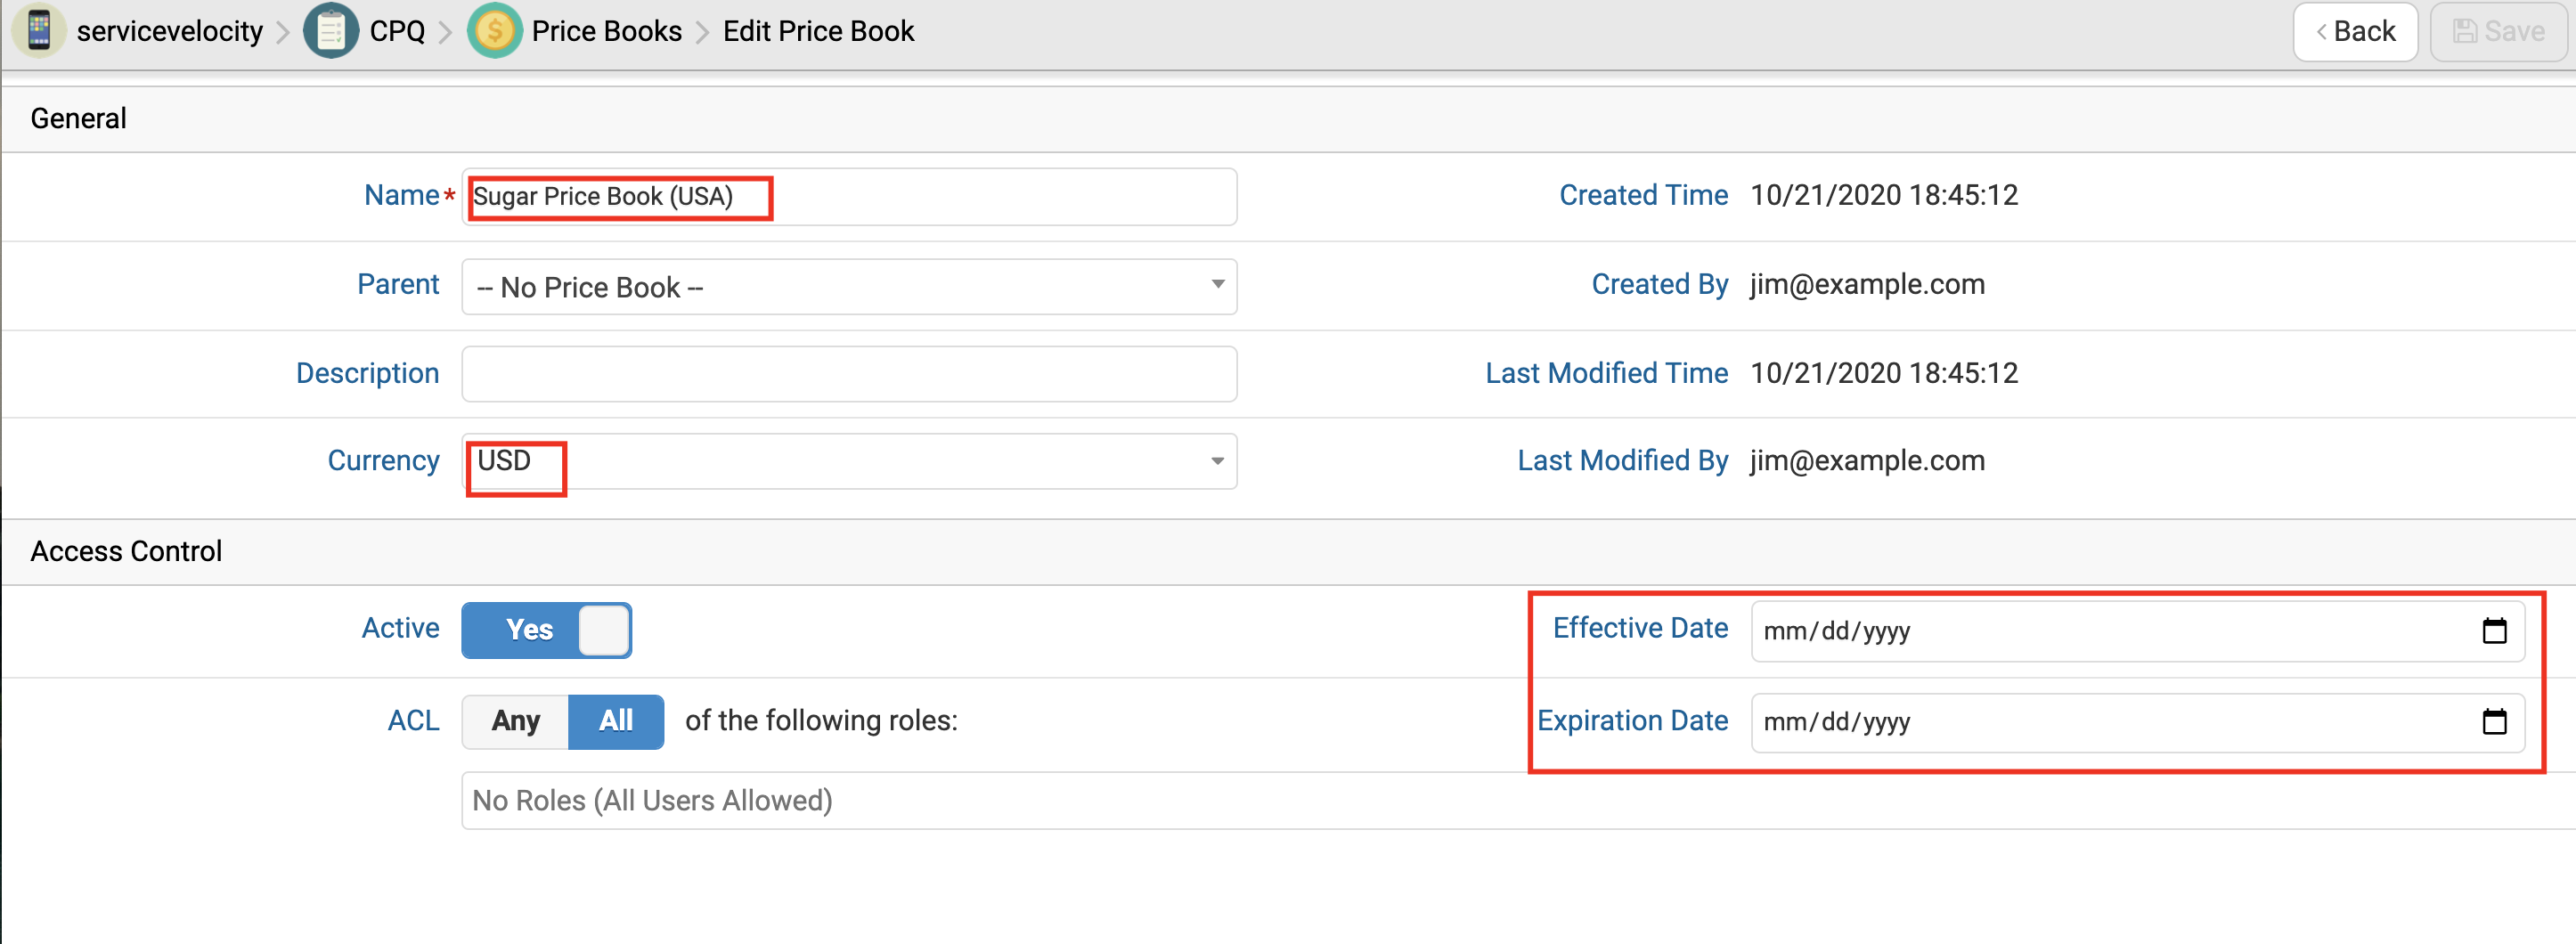 servicevelocity > CPQ > Price Books > Edit Price Book
< Back
Save
General
Name* Sugar Price Book (USA)
Created Time 10/21/2020 18:45:12
Parent -- No Price Book --
Created By jim@example.com
Description
Last Modified Time 10/21/2020 18:45:12
Currency USD
Last Modified By jim@example.com
Access Control
Active Yes
Effective Date mm/dd/yyyy
ACL Any All of the following roles:
Expiration Date mm/dd/yyyy
No Roles (All Users Allowed)